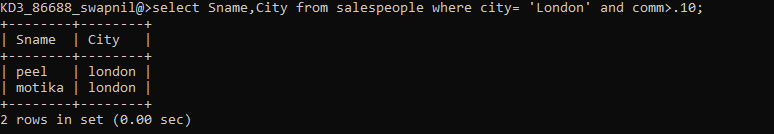 KD3_86688_swapnil@>select Sname,City from salespeople where city= 'London' and comm>.10;
+--------+--------+
| Sname  | City   |
+--------+--------+
| peel   | london |
| motika | london |
+--------+--------+
2 rows in set (0.00 sec)